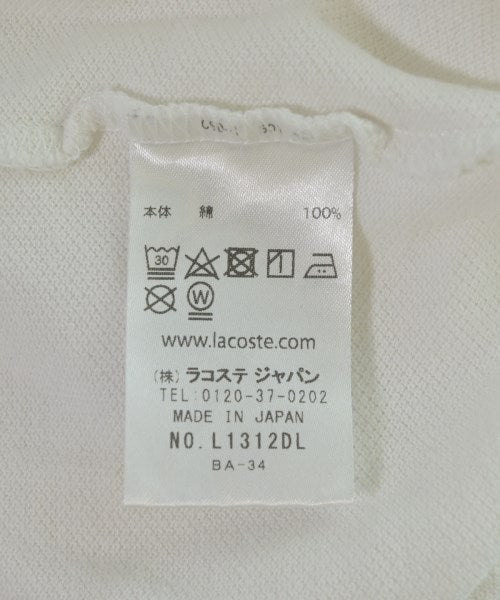 本体 綿 100%
30
W
www.lacoste.com
(株) ラコステ ジャパン
TEL:0120-37-0202
MADE IN JAPAN
NO. L1312DL
BA-34